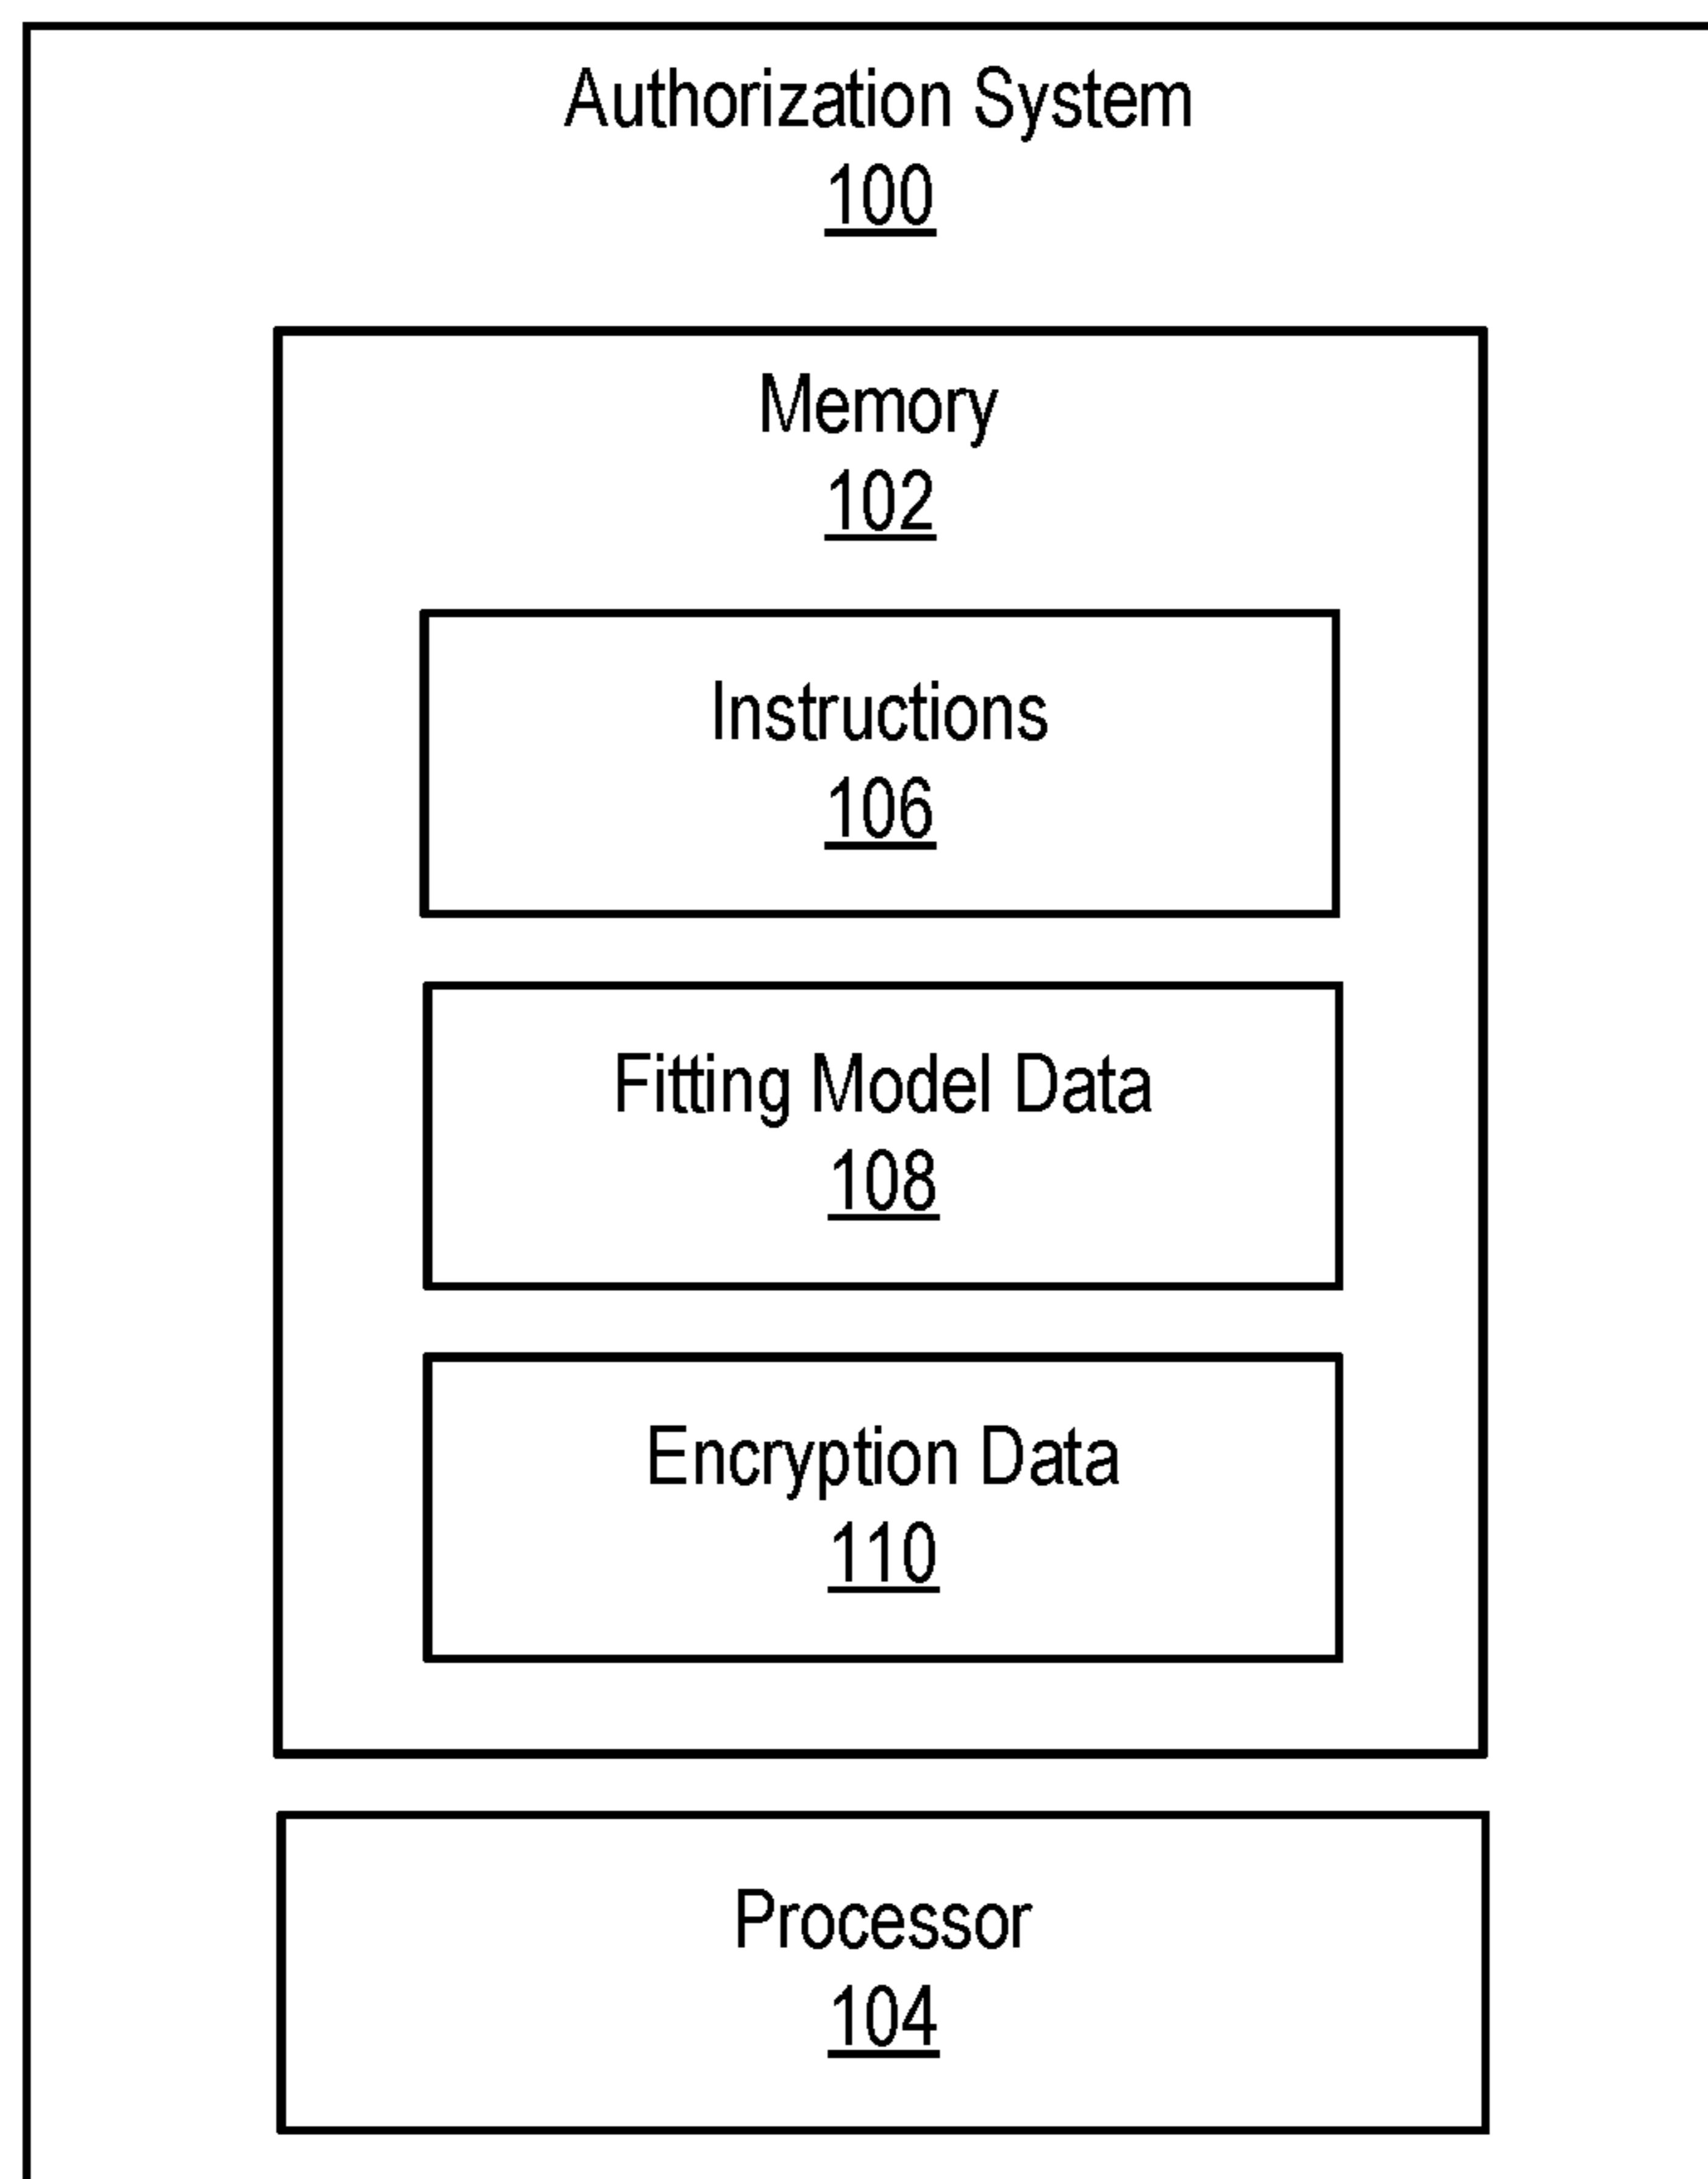 Authorization System
100
Memory
102
Instructions
106
Fitting Model Data
108
Encryption Data
110
Processor
104